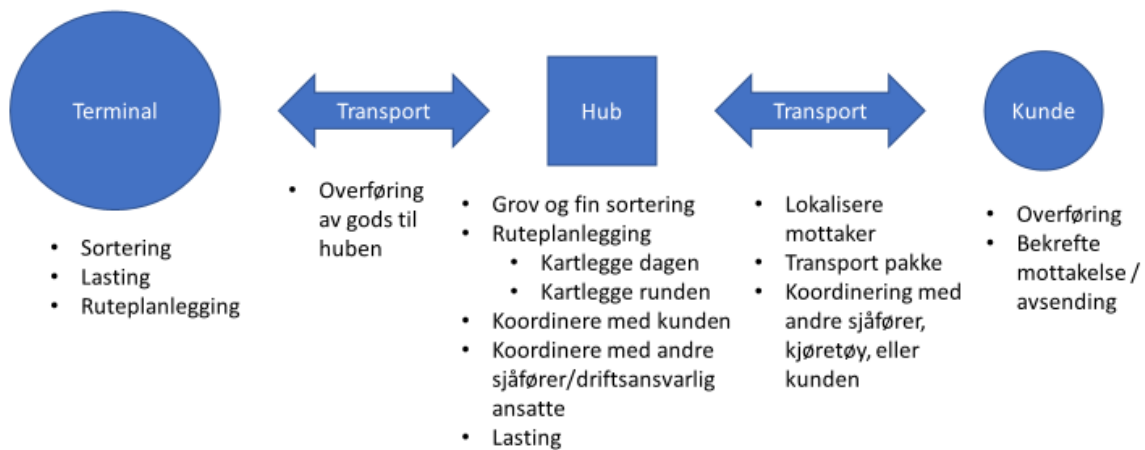 Terminal
Transport
Hub
Transport
Kunde
• Sortering
• Lasting
• Ruteplanlegging
• Overføring
av gods til
huben
• Grov og fin sortering
• Ruteplanlegging
• Kartlegge dagen
• Kartlegge runden
• Koordinere med kunden
• Koordinere med andre
sjåfører/driftsansvarlig
ansatte
• Lasting
• Lokalisere
mottaker
• Transport pakke
• Koordinering med
andre sjåfører,
kjøretøy, eller
kunden
• Overføring
• Bekrefte
mottakelse /
avsending